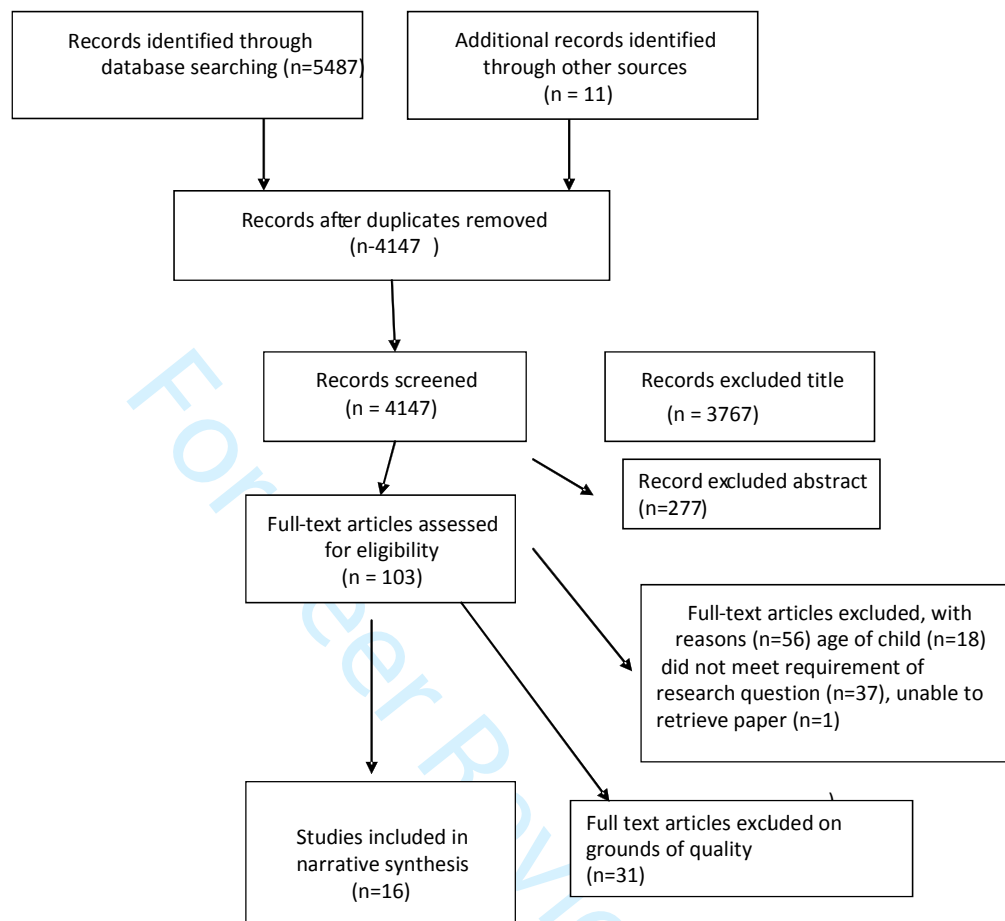 Records identified through
database searching (n=5487)
Additional records identified
through other sources
(n = 11)
Records after duplicates removed
(n-4147 )
Records screened
(n = 4147)
Records excluded title
(n = 3767)
Record excluded abstract
(n=277)
Full-text articles assessed
for eligibility
(n = 103)
Full-text articles excluded, with
reasons (n=56) age of child (n=18)
did not meet requirement of
research question (n=37), unable to
retrieve paper (n=1)
)
Studies included in
narrative synthesis
(n=16)
Full text articles excluded on
grounds of quality
(n=31)
For Peer Review